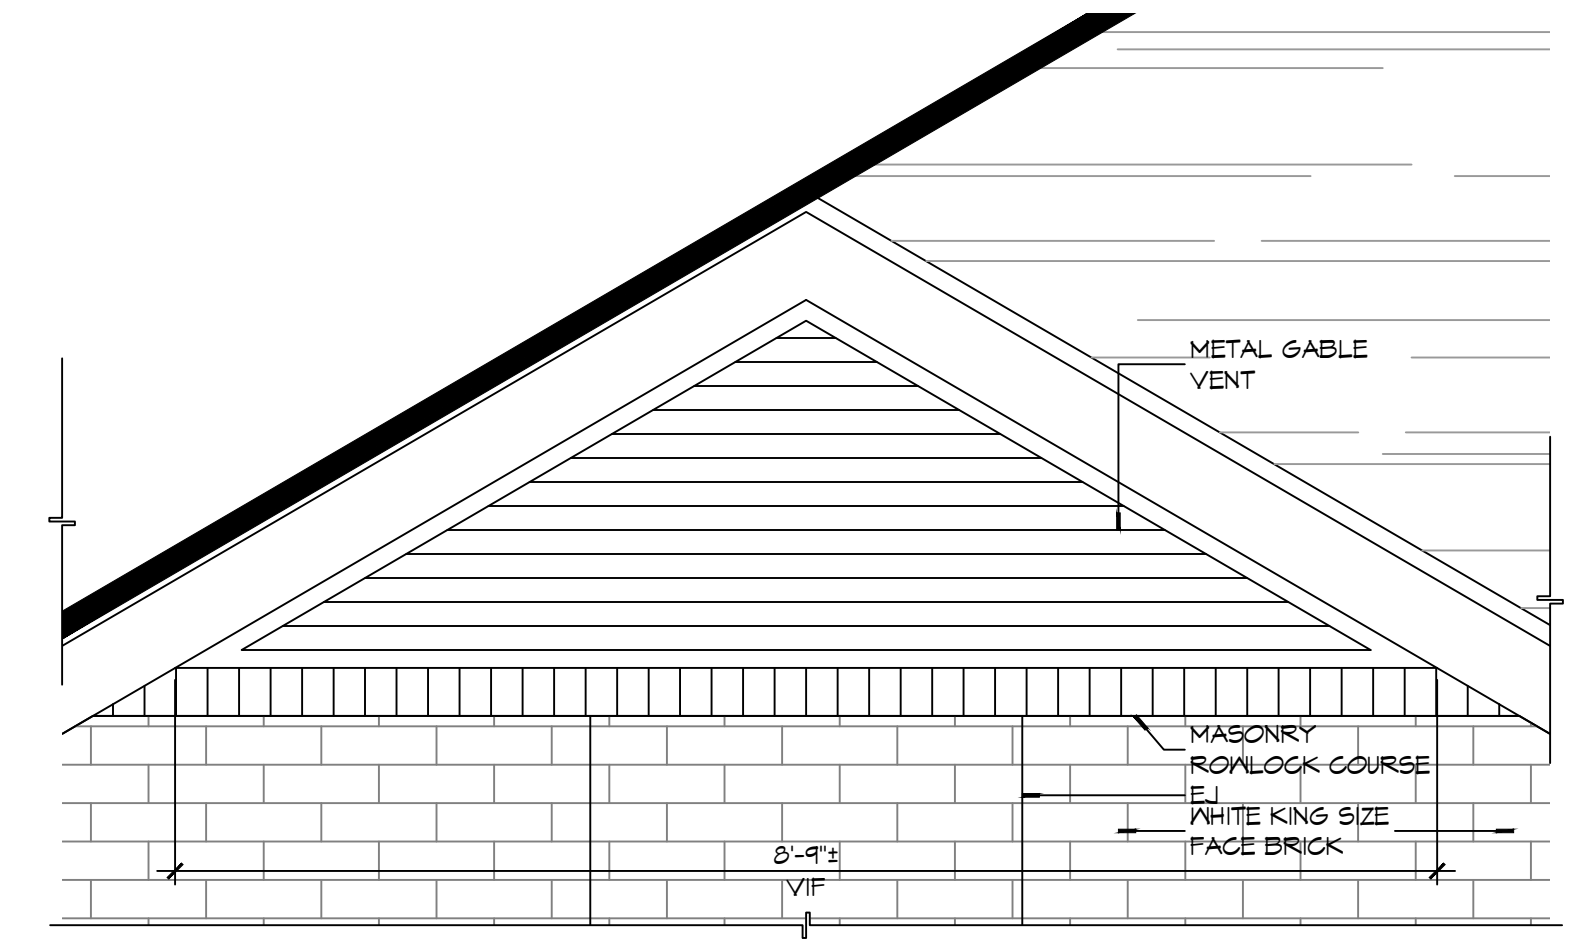 METAL GABLE
VENT
MASONRY
ROWLOCK COURSE
EJ
WHITE KING SIZE
FACE BRICK
8'-9"±
VIF